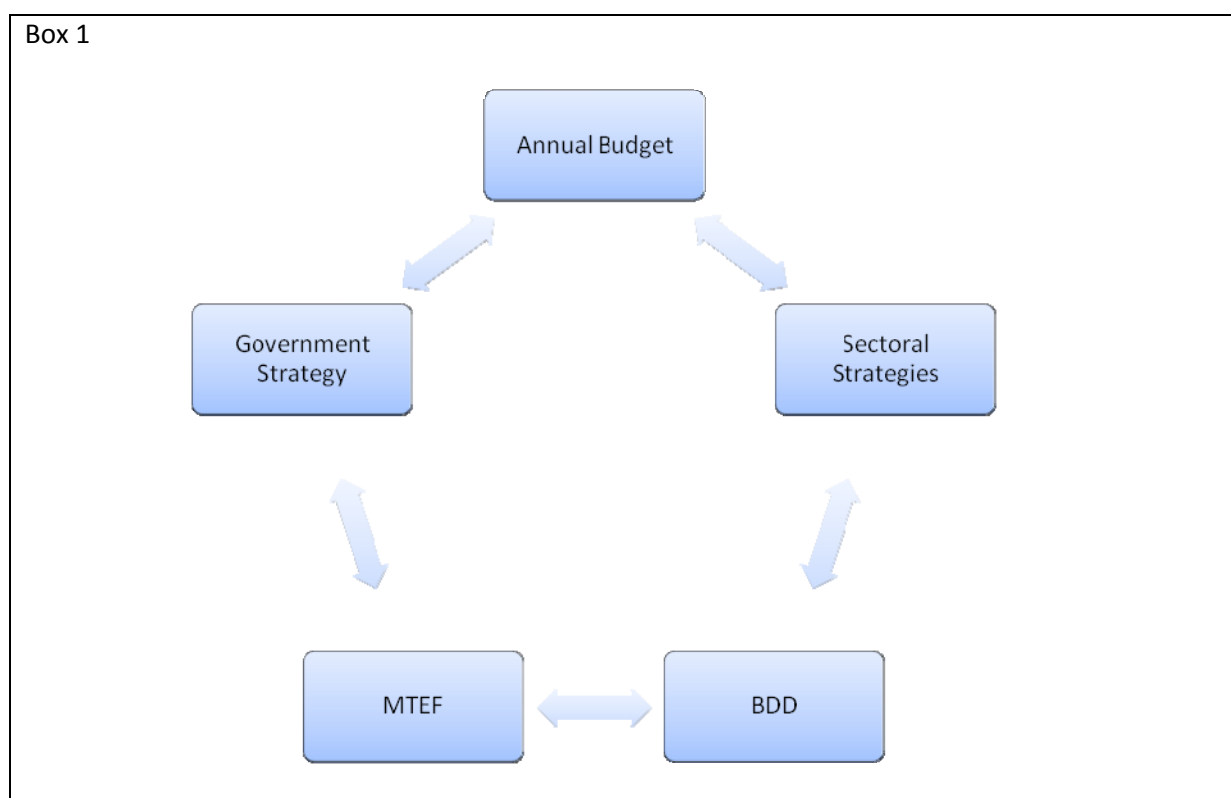 Box 1
Annual Budget
Government
Strategy
Sectoral
Strategies
MTEF
BDD